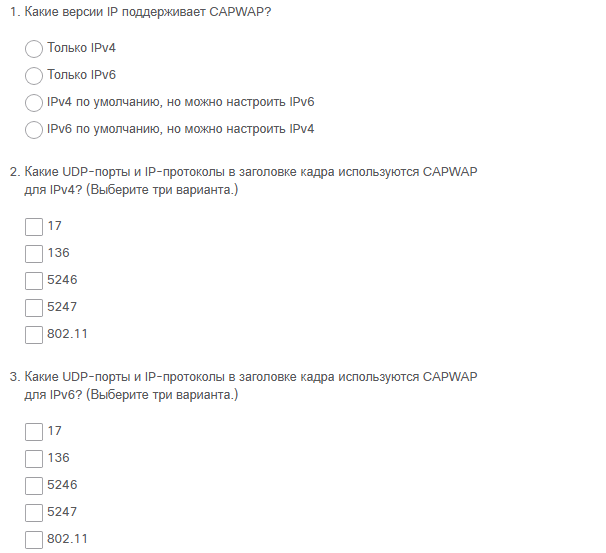 1. Какие версии IP поддерживает CAPWAP?
Только IPv4
Только IPv6
IPv4 по умолчанию, но можно настроить IPv6
IPv6 по умолчанию, но можно настроить IPv4
2. Какие UDP-порты и IP-протоколы в заголовке кадра используются CAPWAP
для IPv4? (Выберите три варианта.)
17
136
5246
5247
802.11
3. Какие UDP-порты и IP-протоколы в заголовке кадра используются CAPWAP
для IPv6? (Выберите три варианта.)
17
136
5246
5247
802.11